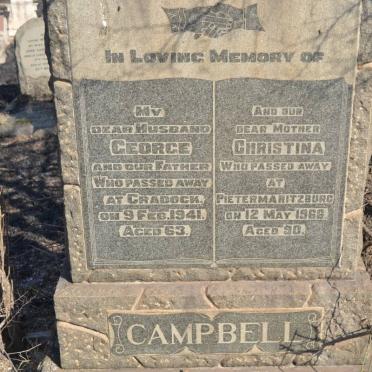 In Loving Memory of
My
dear Husband
George
and our Father
Who passed away
at Cradock,
on 9 Feb. 1941.
Aged 63.
And our
dear Mother
Christina
Who passed away
at
Pietermaritzburg
on 12 May 1968
Aged 90.
CAMPBELL